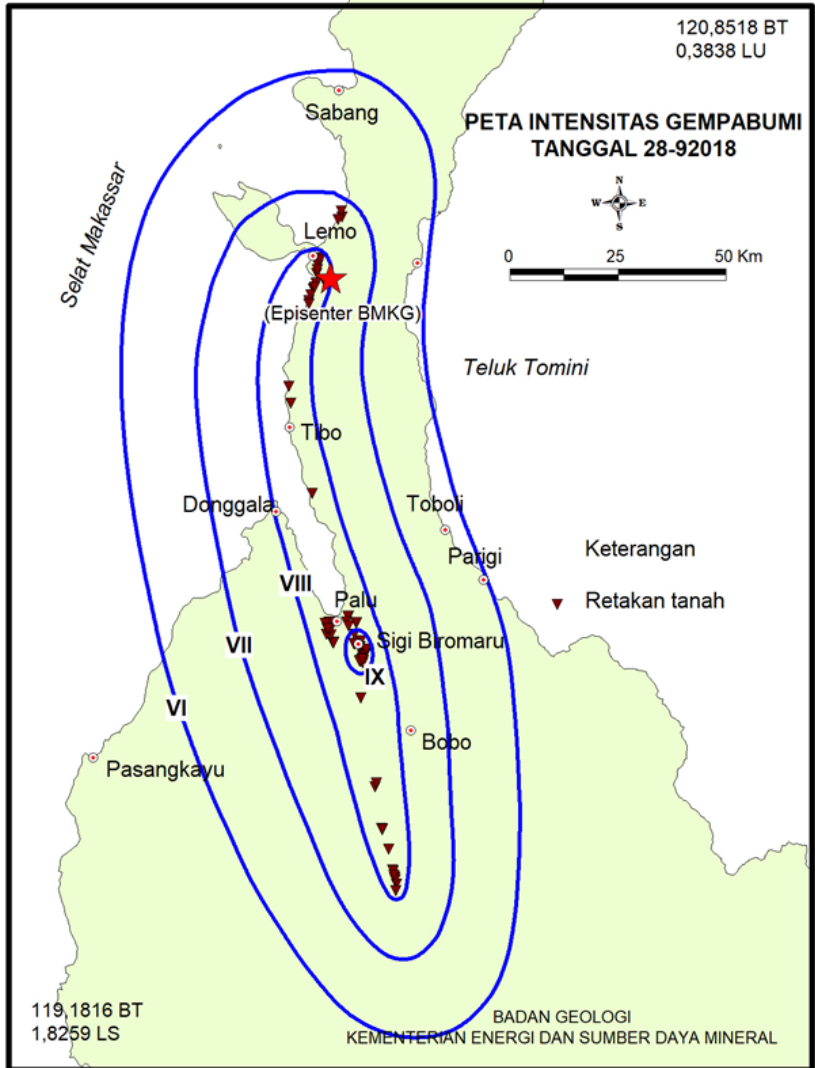 120,8518 BT
0,3838 LU
Sabang
PETA INTENSITAS GEMPABUMI
TANGGAL 28-92018
N
W E
S
Selat Makassar
Lemo
0 25 50 Km
(Episenter BMKG)
Teluk Tomini
Tibo
Donggala
Toboli
Parigi
Keterangan
VIII
Palu
Retakan tanah
VII
Sigi Biromaru
IX
VI
Bobo
Pasangkayu
119,1816 BT
1,8259 LS
BADAN GEOLOGI
KEMENTERIAN ENERGI DAN SUMBER DAYA MINERAL